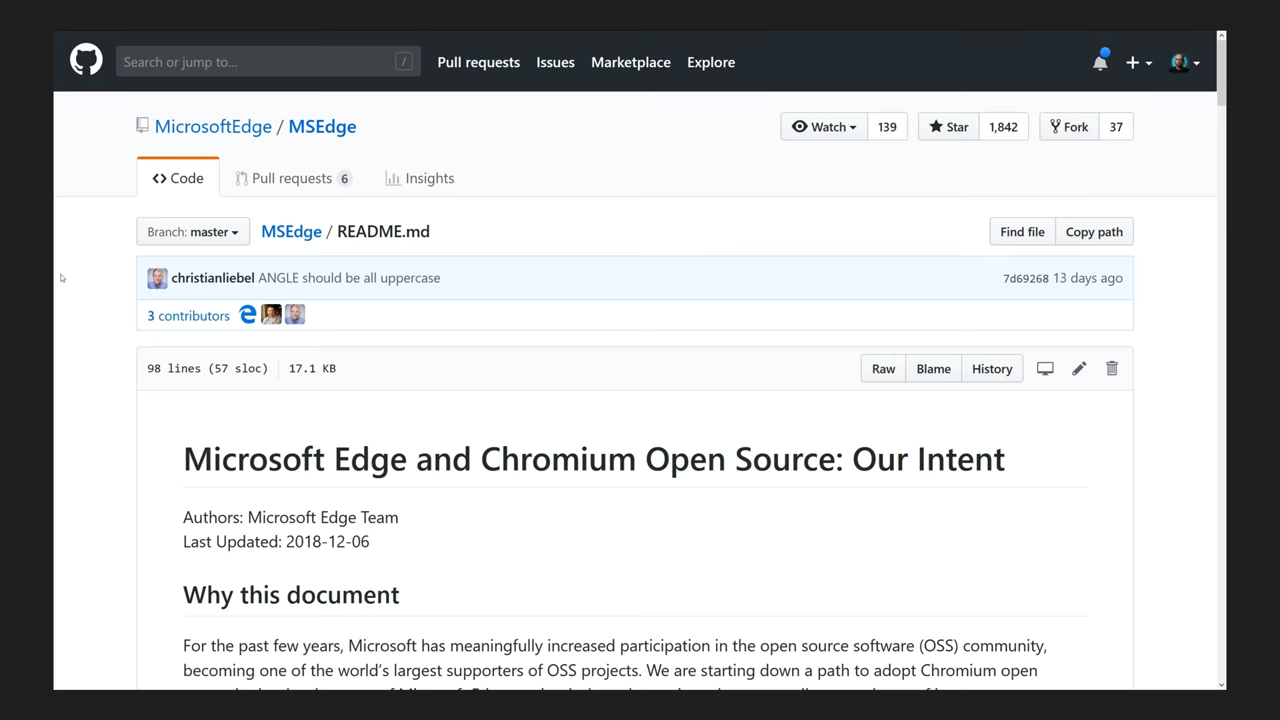 Search or jump to... / Pull requests Issues Marketplace Explore
MicrosoftEdge / MSEdge Watch 139 Star 1,842 Fork 37
Code Pull requests 6 Insights
Branch: master MSEdge / README.md Find file Copy path
christianliebel ANGLE should be all uppercase 7d69268 13 days ago
3 contributors
98 lines (57 sloc) 17.1 KB Raw Blame History
Microsoft Edge and Chromium Open Source: Our Intent
Authors: Microsoft Edge Team
Last Updated: 2018-12-06
Why this document
For the past few years, Microsoft has meaningfully increased participation in the open source software (OSS) community,
becoming one of the world's largest supporters of OSS projects. We are starting down a path to adopt Chromium open